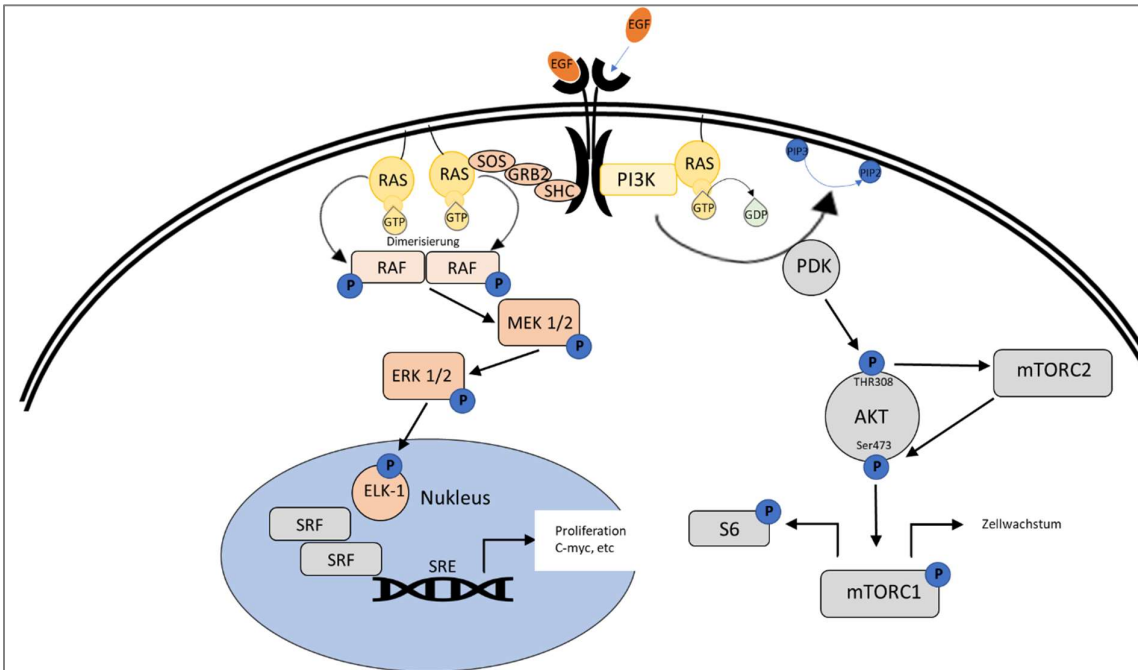 EGF
EGF
RAS
GTP
RAS
GTP
SOS
GRB2
SHC
PI3K
RAS
GTP
GDP
PIP3
PIP2
Dimerisierung
RAF
RAF
P
P
PDK
MEK 1/2
P
ERK 1/2
P
P
THR308
AKT
Ser473
P
mTORC2
P
ELK-1
Nukleus
SRF
SRF
SRE
Proliferation
C-myc, etc
S6
P
Zellwachstum
mTORC1
P